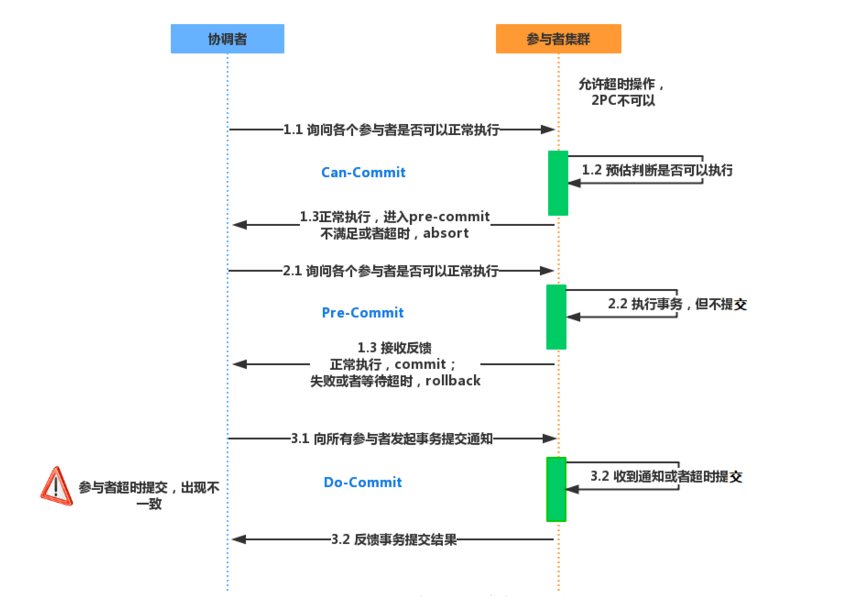 协调者
参与者集群
允许超时操作，
2PC不可以
1.1 询问各个参与者是否可以正常执行
Can-Commit
1.2 预估判断是否可以执行
1.3正常执行，进入pre-commit
不满足或者超时，absort
2.1 询问各个参与者是否可以正常执行
Pre-Commit
2.2 执行事务，但不提交
1.3 接收反馈
正常执行，commit；
失败或者等待超时，rollback
3.1 向所有参与者发起事务提交通知
Do-Commit
3.2 收到通知或者超时提交
参与者超时提交，出现不
一致
3.2 反馈事务提交结果